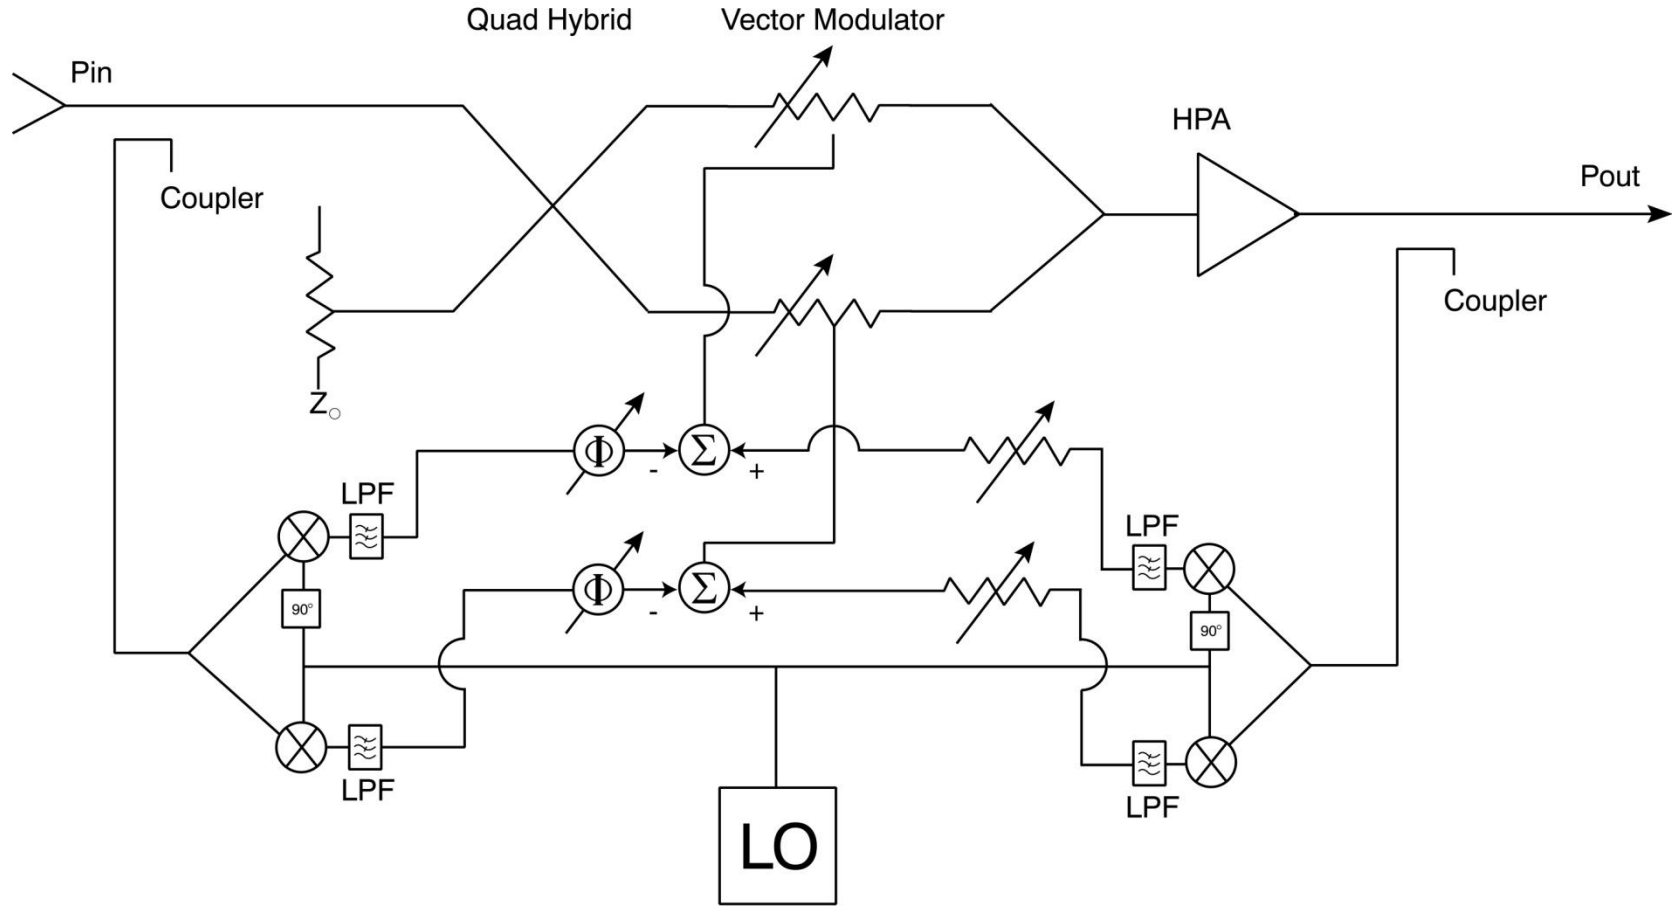 Quad Hybrid
Vector Modulator
Pin
HPA
Pout
Coupler
Coupler
Z○
Φ
-
Σ
+
LPF
LPF
Φ
-
Σ
+
90°
90°
LPF
LPF
LO